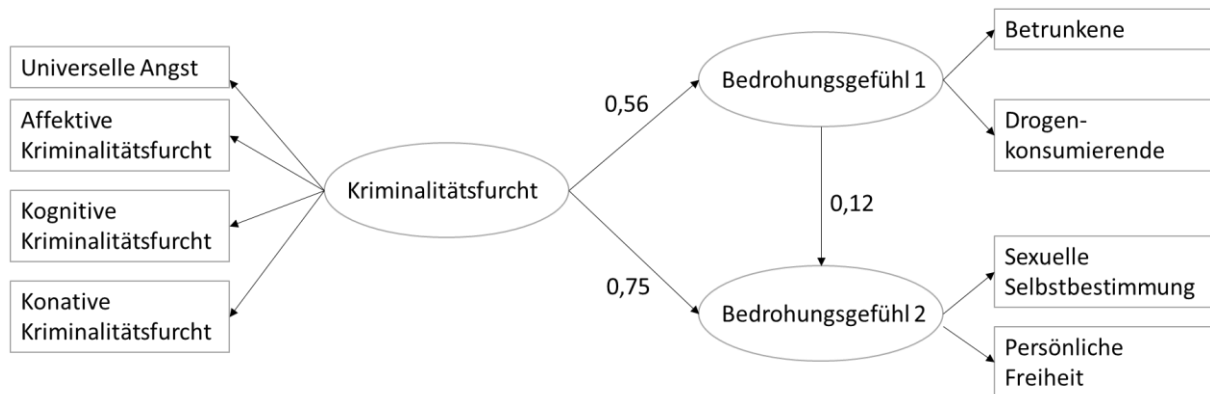 Universelle Angst
Affektive
Kriminalitätsfurcht
Kognitive
Kriminalitätsfurcht
Konative
Kriminalitätsfurcht
Kriminalitätsfurcht
0,56
0,75
Bedrohungsgefühl 1
0,12
Bedrohungsgefühl 2
Betrunkene
Drogen-
konsumierende
Sexuelle
Selbstbestimmung
Persönliche
Freiheit